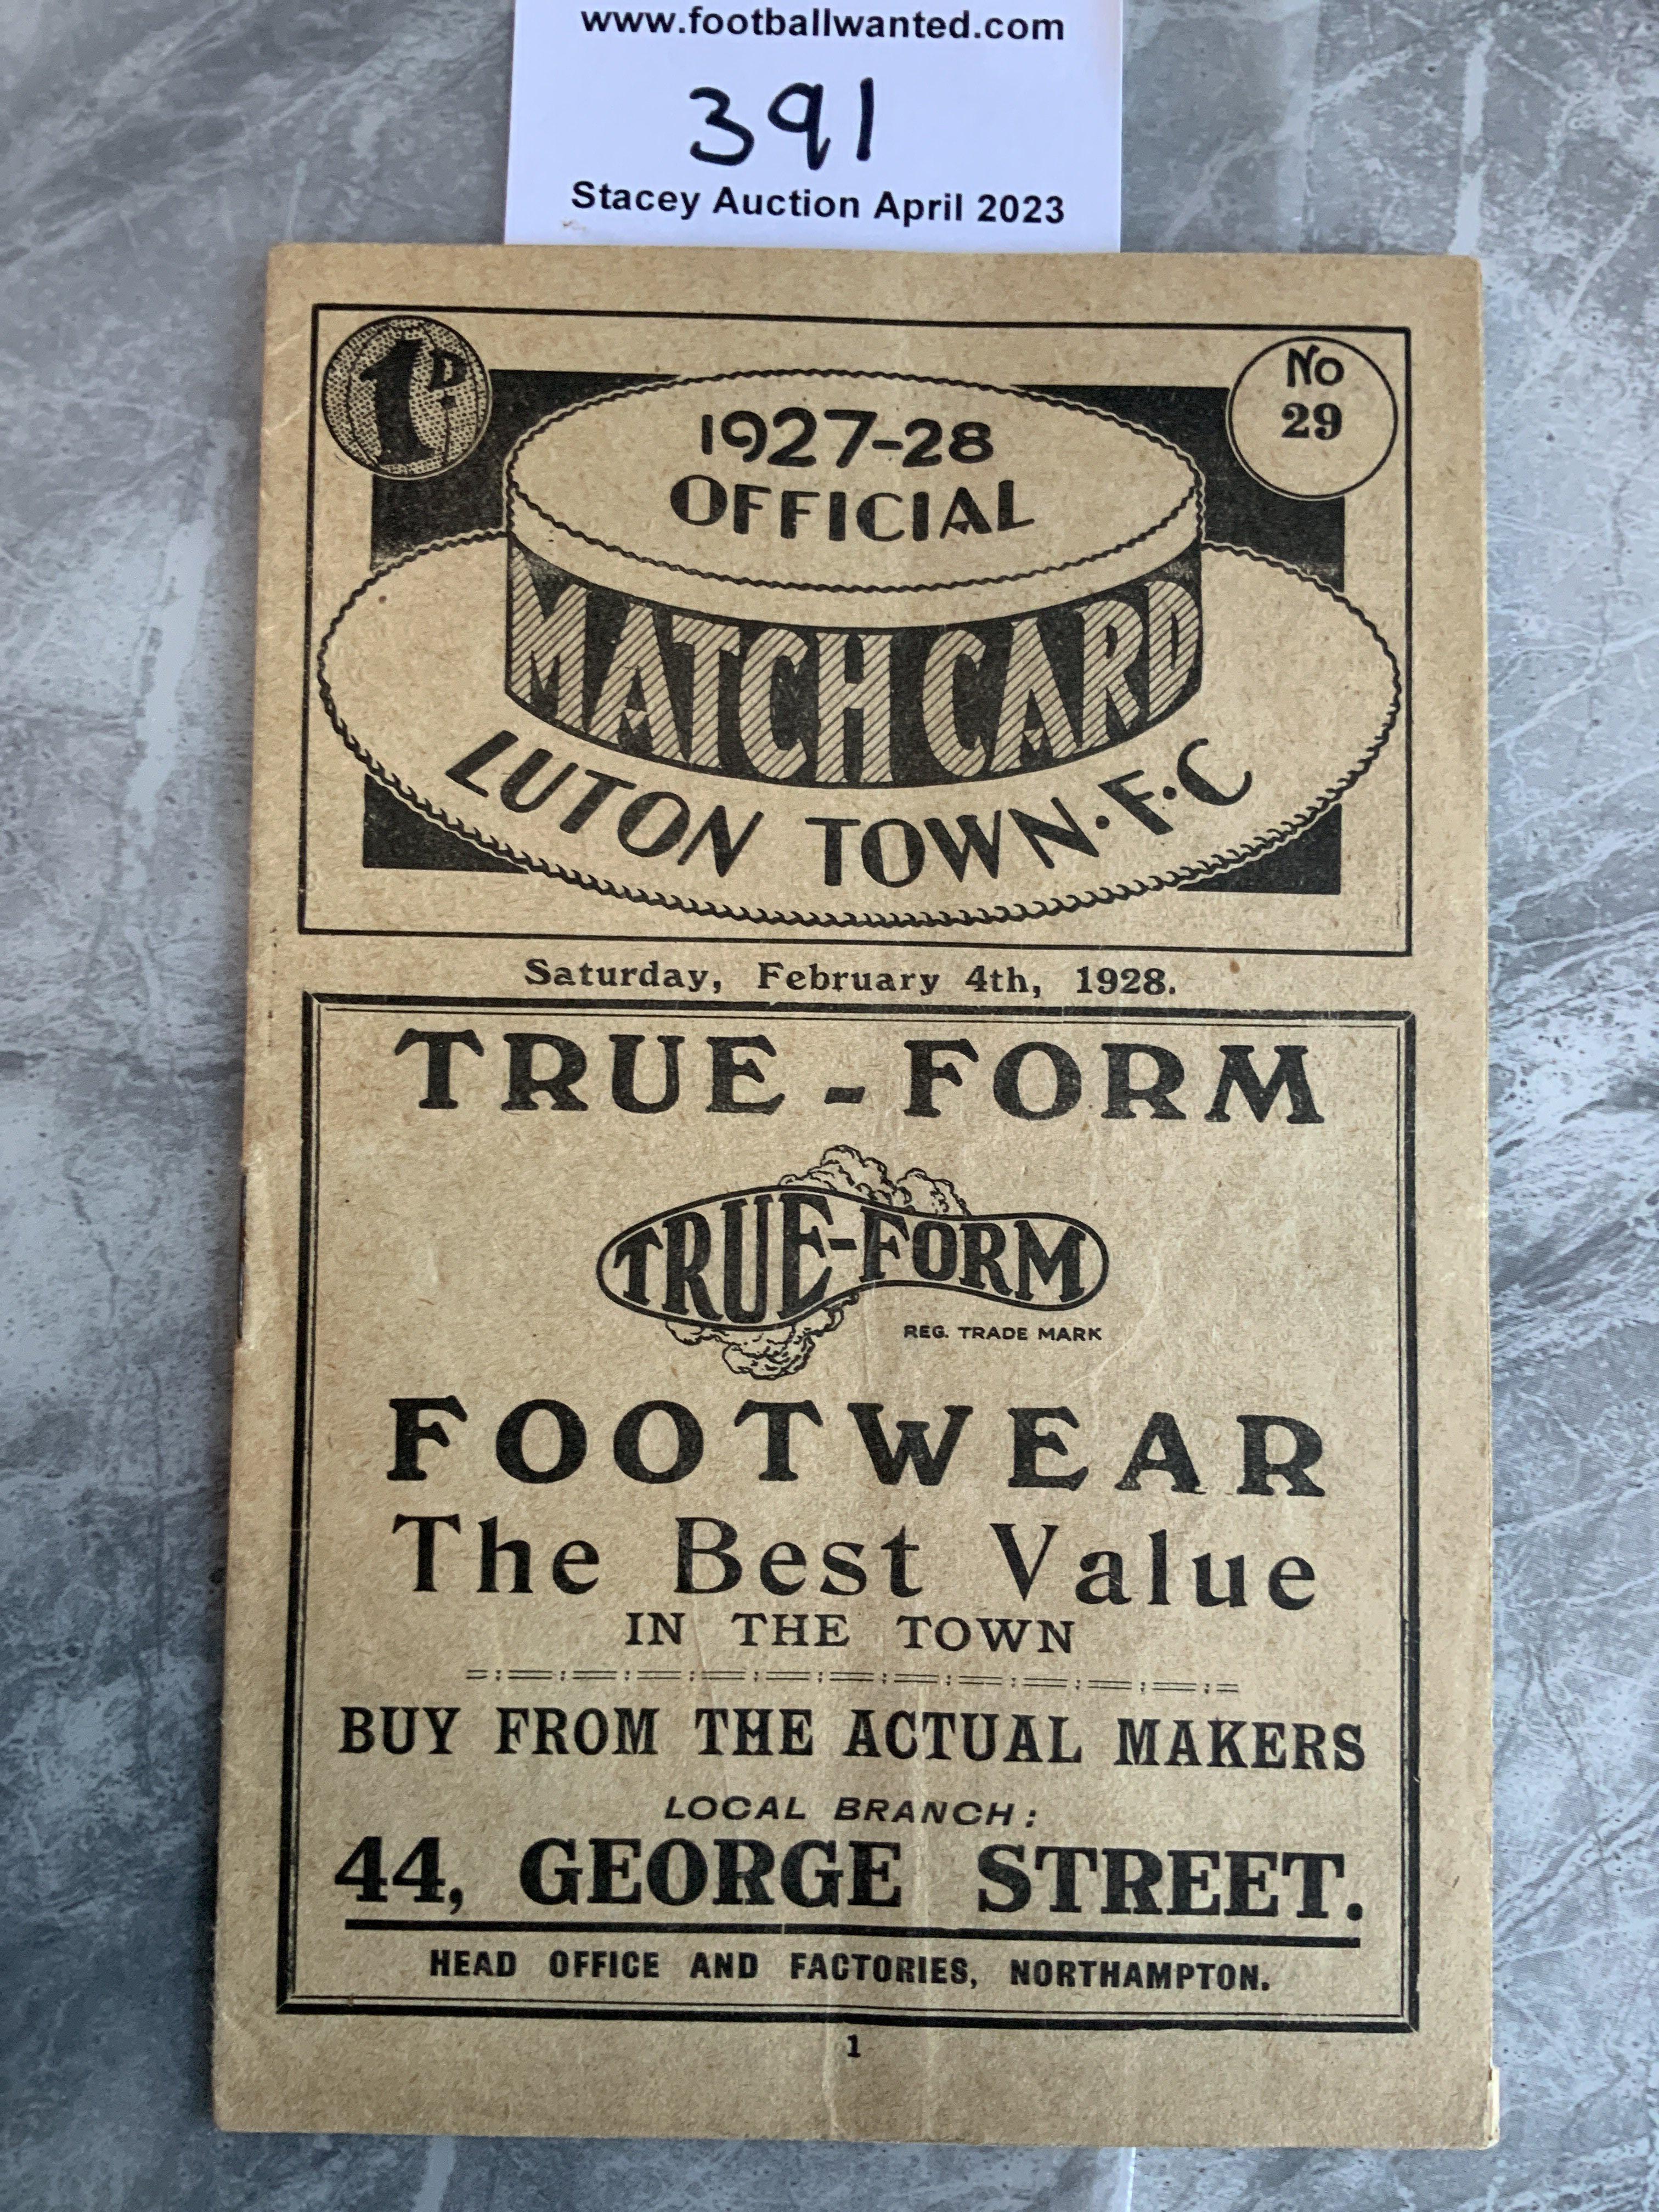 www.footballwanted.com
391
Stacey Auction April 2023
1D.
No
29
1927-28
OFFICIAL
MATCH CARD
LUTON TOWN·F·C
Saturday, February 4th, 1928.
TRUE - FORM
TRUE-FORM
REG. TRADE MARK
FOOTWEAR
The Best Value
IN THE TOWN
BUY FROM THE ACTUAL MAKERS
LOCAL BRANCH:
44, GEORGE STREET.
HEAD OFFICE AND FACTORIES, NORTHAMPTON.
1